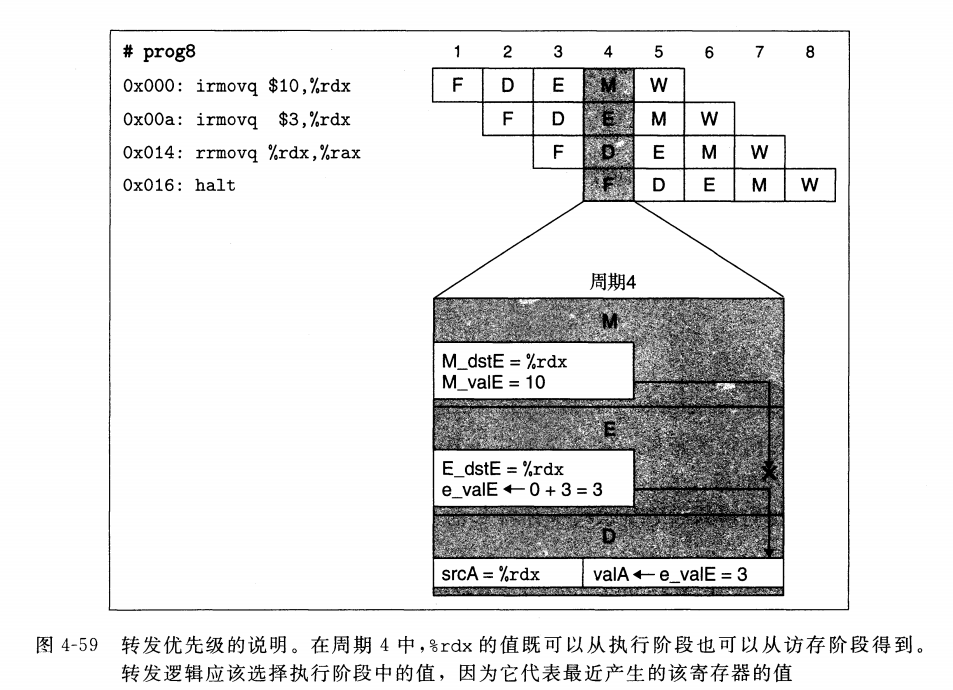 # prog8 1 2 3 4 5 6 7 8
0x000: irmovq $10,%rdx F D E M W
0x00a: irmovq $3,%rdx F D E M W
0x014: rrmovq %rdx,%rax F D E M W
0x016: halt F D E M W
周期4
M
M_dstE = %rdx
M_valE = 10
E
E_dstE = %rdx
e_valE ← 0 + 3 = 3
D
srcA = %rdx valA ← e_valE = 3
图 4-59 转发优先级的说明。在周期 4 中,%rdx 的值既可以从执行阶段也可以从访存阶段得到。
转发逻辑应该选择执行阶段中的值，因为它代表最近产生的该寄存器的值